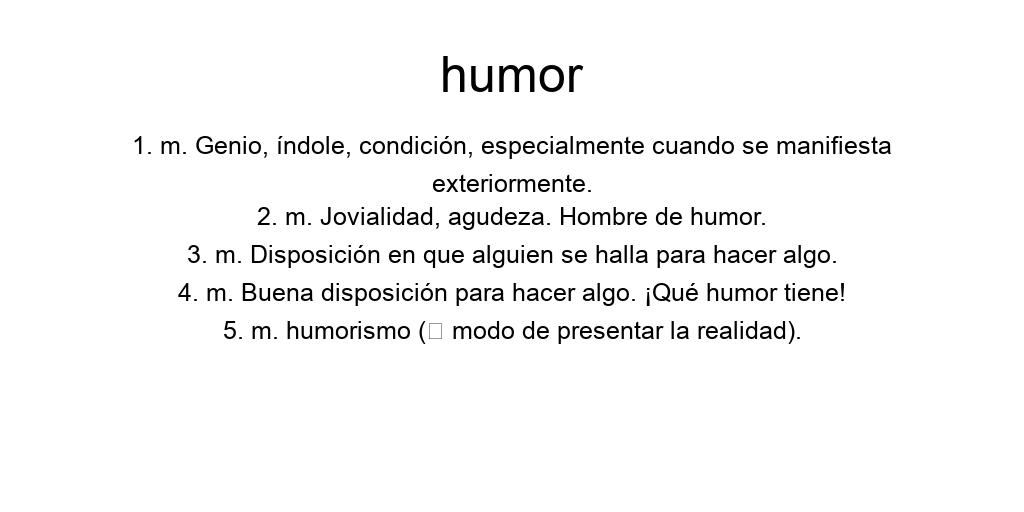 humor
1. m. Genio, índole, condición, especialmente cuando se manifiesta
exteriormente.
2. m. Jovialidad, agudeza. Hombre de humor.
3. m. Disposición en que alguien se halla para hacer algo.
4. m. Buena disposición para hacer algo. ¡Qué humor tiene!
5. m. humorismo (▯ modo de presentar la realidad).